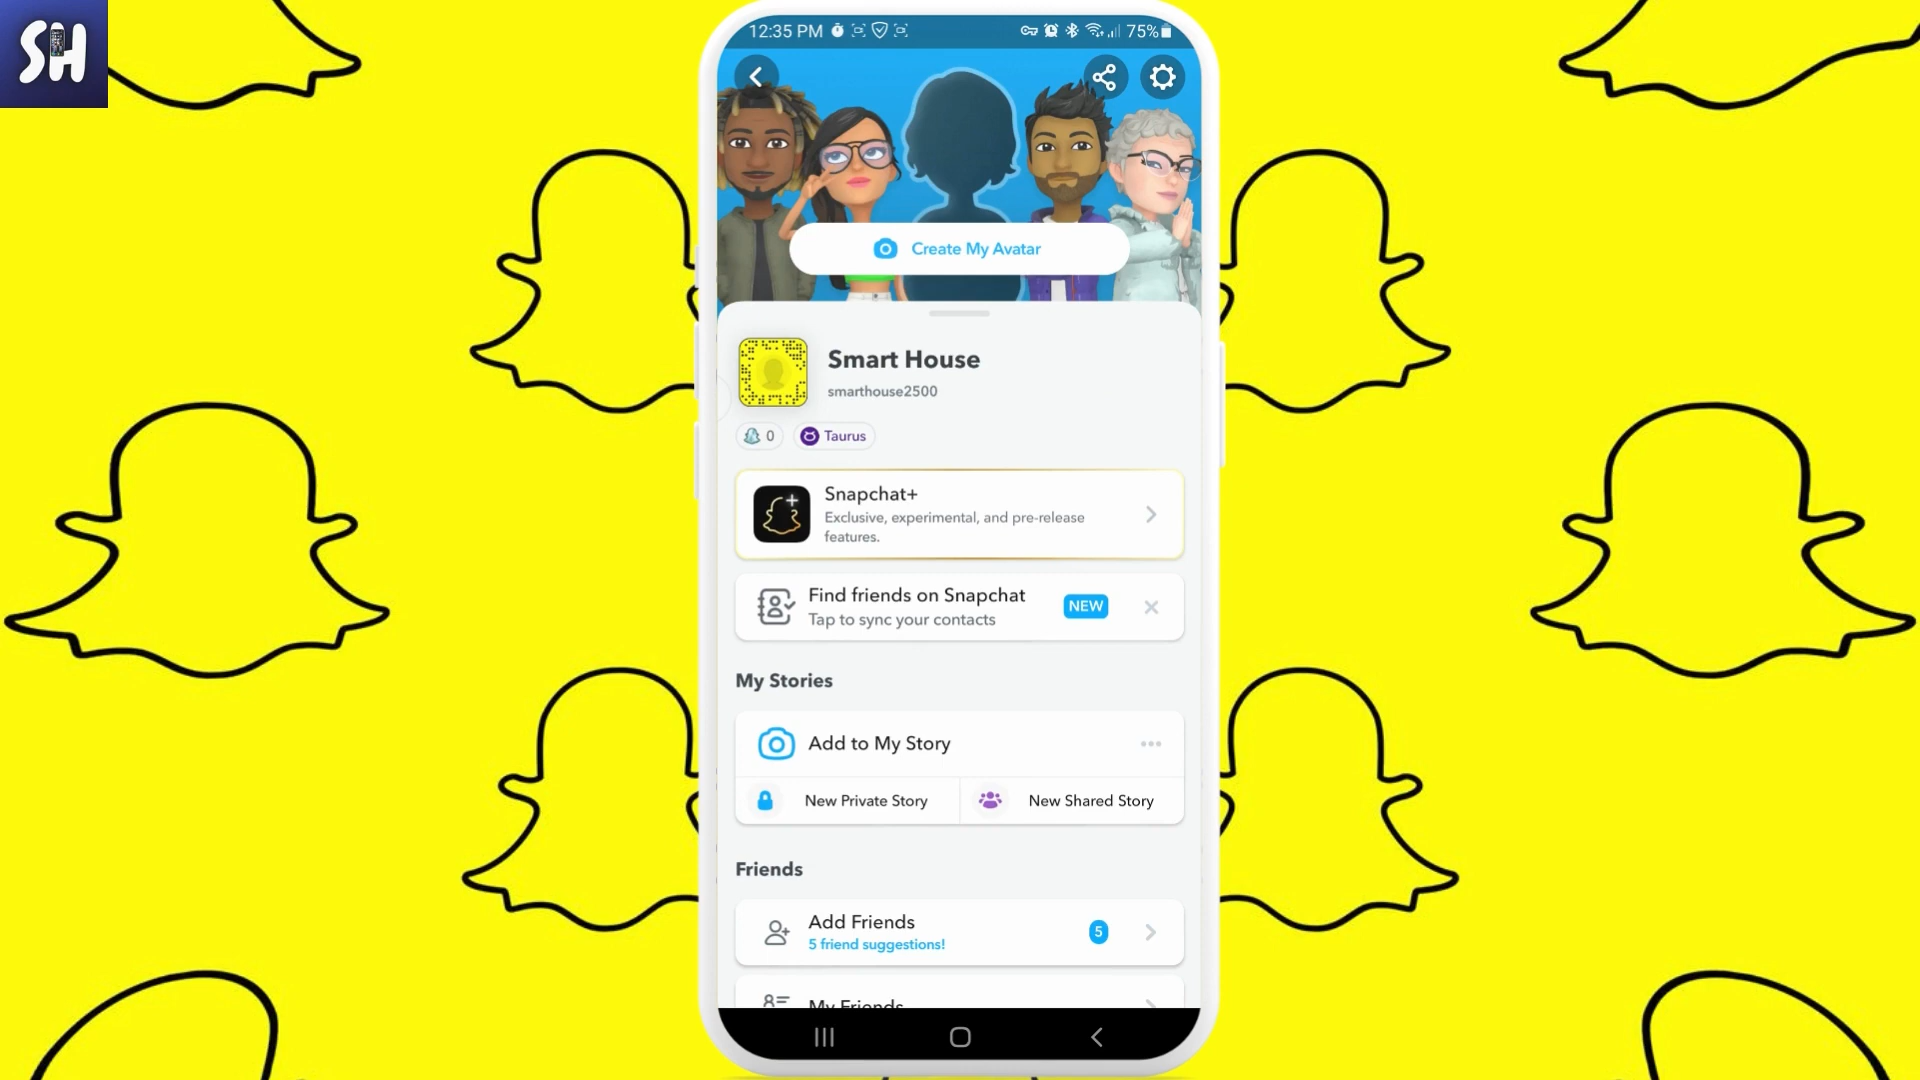 SH
12:35 PM
75%
Create My Avatar
Smart House
smarthouse2500
0
Taurus
Snapchat+
Exclusive, experimental, and pre-release
features.
Find friends on Snapchat
Tap to sync your contacts
NEW
My Stories
Add to My Story
New Private Story
New Shared Story
Friends
Add Friends
5 friend suggestions!
5
My Friends